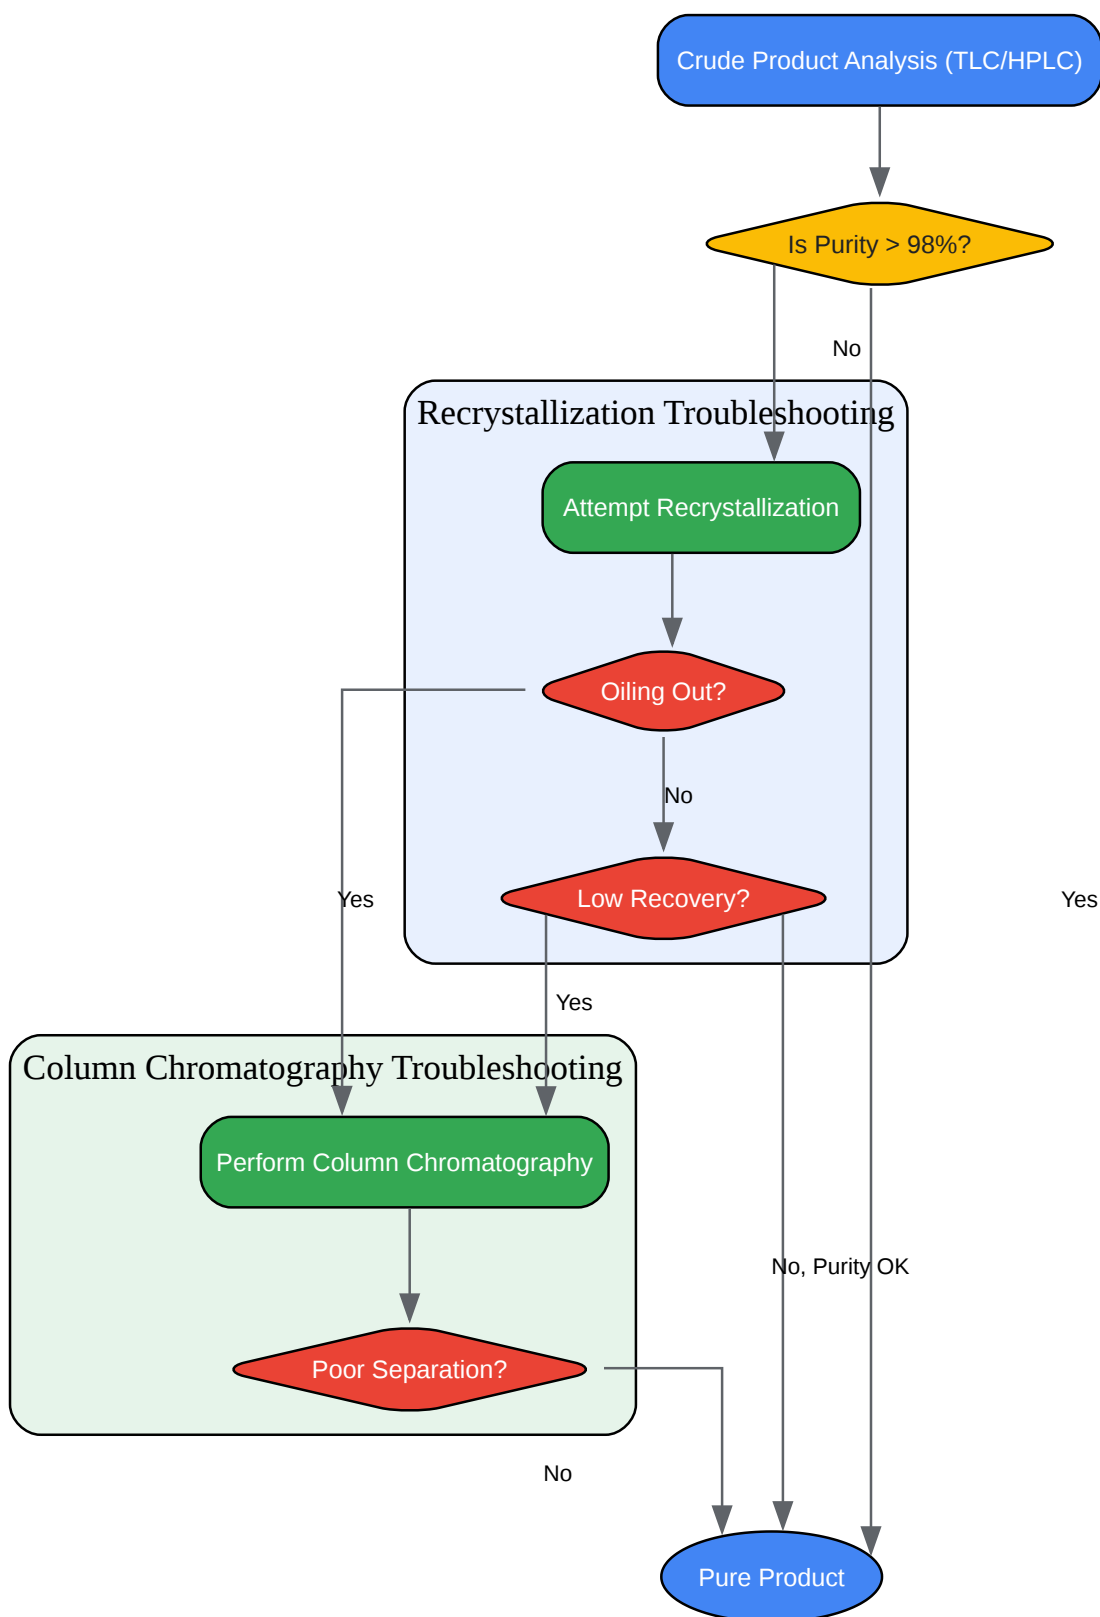 Crude Product Analysis (TLC/HPLC)
Is Purity > 98%?
No
Recrystallization Troubleshooting
Attempt Recrystallization
Oiling Out?
No
Yes
Low Recovery?
Yes
Yes
Column Chromatography Troubleshooting
Perform Column Chromatography
No, Purity OK
Poor Separation?
No
Pure Product